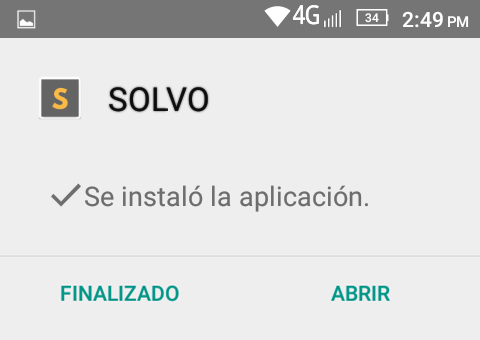 4G 34 2:49 PM
S SOLVO
Se instaló la aplicación.
FINALIZADO ABRIR